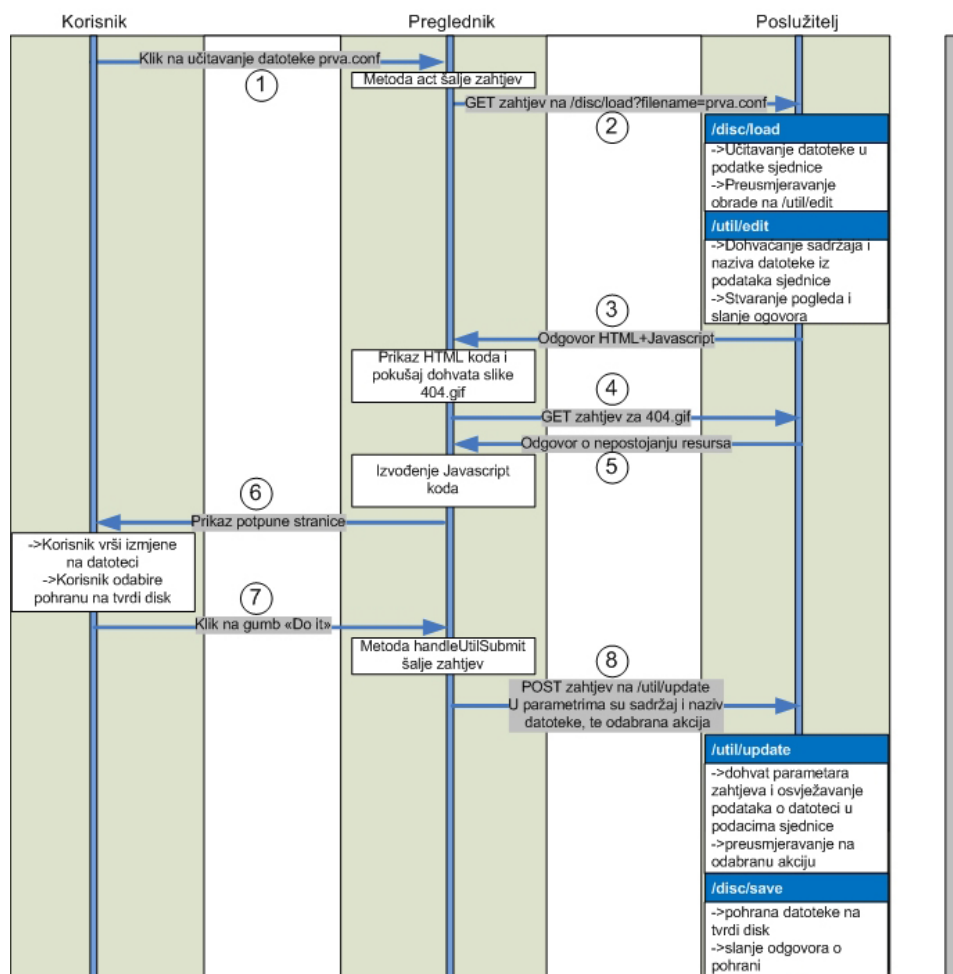 Korisnik
Preglednik
Poslužitelj
Klik na učitavanje datoteke prva.conf
1
Metoda act šalje zahtjev
GET zahtjev na /disc/load?filename=prva.conf
2
/disc/load
->Učitavanje datoteke u
podatke sjednice
->Preusmjeravanje
obrade na /util/edit
/util/edit
->Dohvaćanje sadržaja i
naziva datoteke iz
podataka sjednice
->Stvaranje pogleda i
slanje ogovora
3
Odgovor HTML+Javascript
Prikaz HTML koda i
pokušaj dohvata slike
404.gif
4
GET zahtjev za 404.gif
Odgovor o nepostojanju resursa
5
Izvođenje Javascript
koda
6
Prikaz potpune stranice
->Korisnik vrši izmjene
na datoteci
->Korisnik odabire
pohranu na tvrdi disk
7
Klik na gumb «Do it»
Metoda handleUtilSubmit
šalje zahtjev
8
POST zahtjev na /util/update
U parametrima su sadržaj i naziv
datoteke, te odabrana akcija
/util/update
->dohvat parametara
zahtjeva i osvježavanje
podataka o datoteci u
podacima sjednice
->preusmjeravanje na
odabranu akciju
/disc/save
->pohrana datoteke na
tvrdi disk
->slanje odgovora o
pohrani